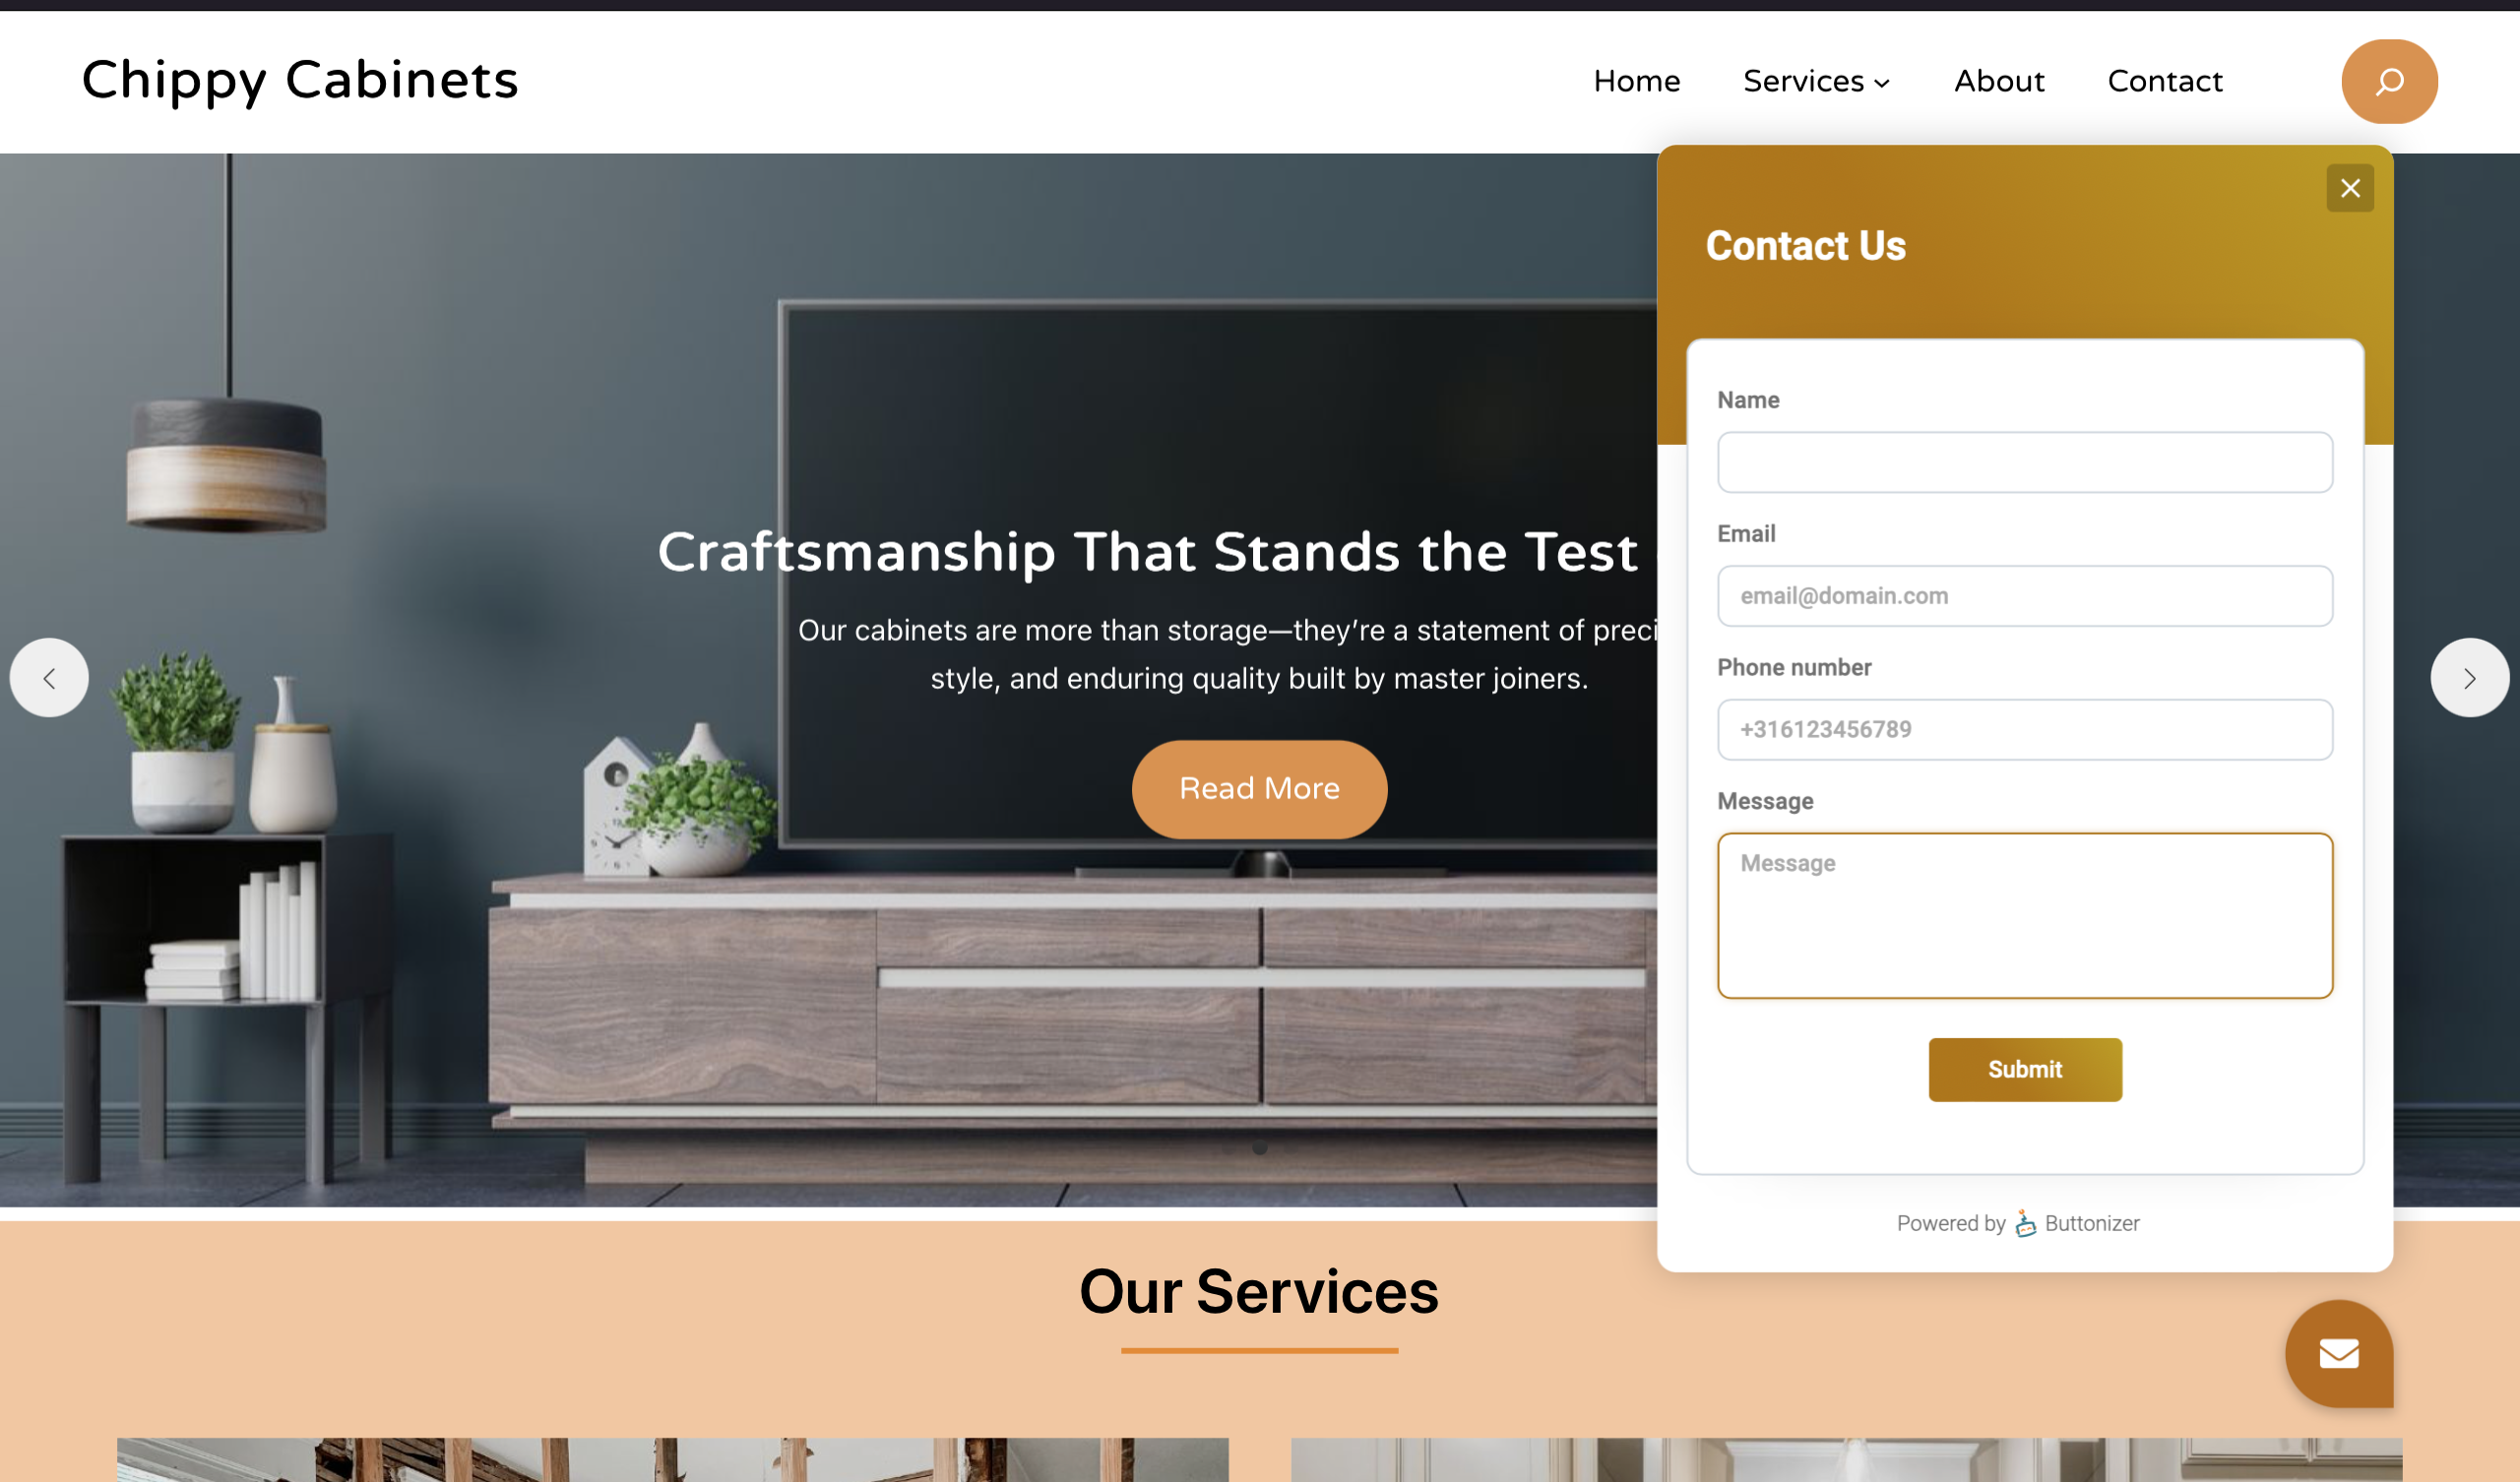 Chippy Cabinets
Home
Services
About
Contact
Craftsmanship That Stands the Test
Our cabinets are more than storage—they’re a statement of preci
style, and enduring quality built by master joiners.
Read More
Contact Us
Name
Email
email@domain.com
Phone number
+316123456789
Message
Message
Submit
Powered by Buttonizer
Our Services